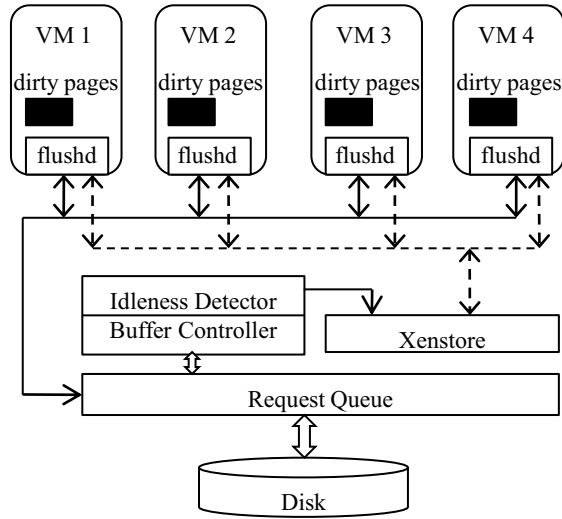 VM 1 VM 2 VM 3 VM 4
dirty pages dirty pages dirty pages dirty pages
flushd flushd flushd flushd
Idleness Detector
Buffer Controller
Xenstore
Request Queue
Disk